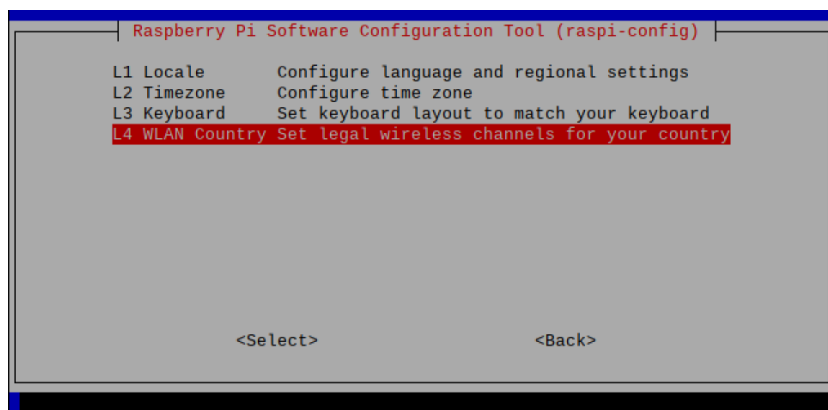 Raspberry Pi Software Configuration Tool (raspi-config)
L1 Locale Configure language and regional settings
L2 Timezone Configure time zone
L3 Keyboard Set keyboard layout to match your keyboard
L4 WLAN Country Set legal wireless channels for your country
<Select> <Back>